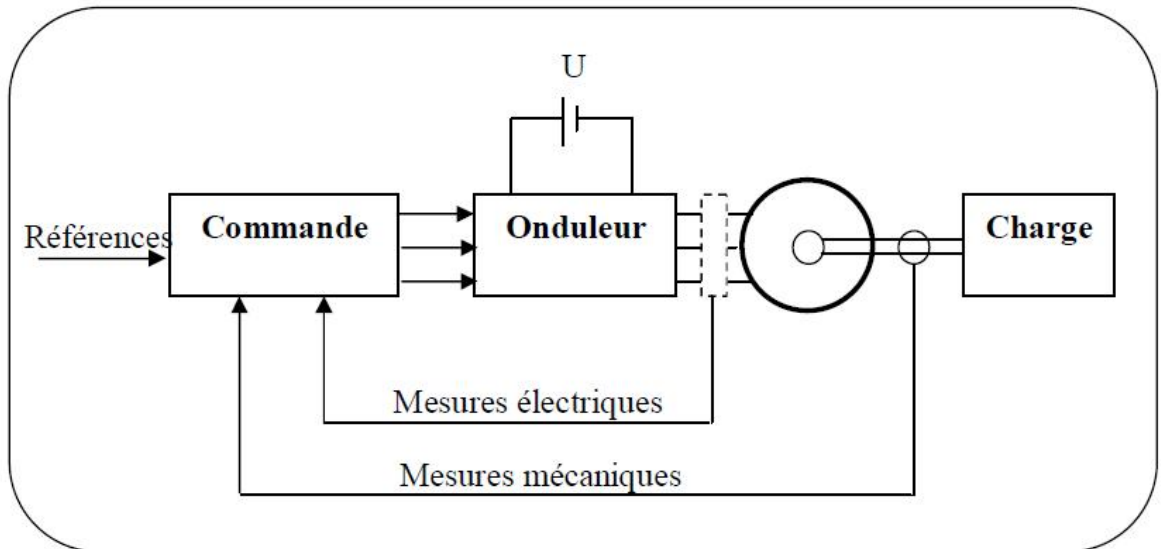 U
Références
Commande
Onduleur
Charge
Mesures électriques
Mesures mécaniques